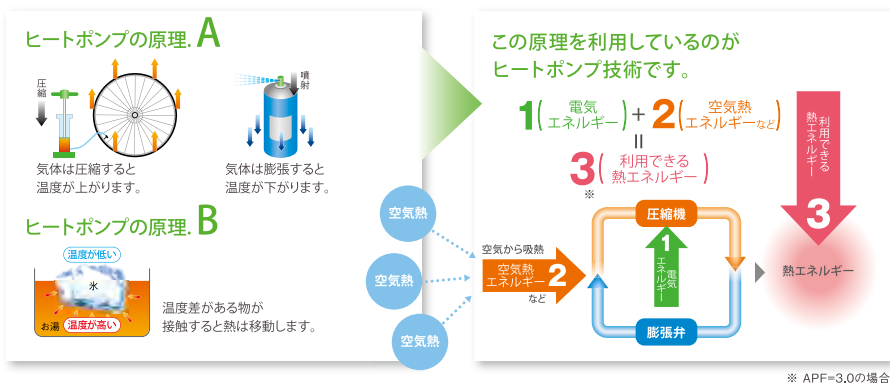 ヒートポンプの原理. A
圧縮
気体は圧縮すると
温度が上がります。
噴射
気体は膨張すると
温度が下がります。
ヒートポンプの原理. B
温度が低い
氷
お湯
温度が高い
温度差がある物が
接触すると熱は移動します。
空気熱
空気熱
空気熱
この原理を利用しているのが
ヒートポンプ技術です。
1(電気エネルギー)+2(空気熱エネルギーなど)
=
3(利用できる熱エネルギー)
※
空気から吸熱
空気熱
エネルギー 2
など
圧縮機
1
電気
エネルギー
膨張弁
利用できる
熱エネルギー
3
熱エネルギー
※ APF=3.0の場合